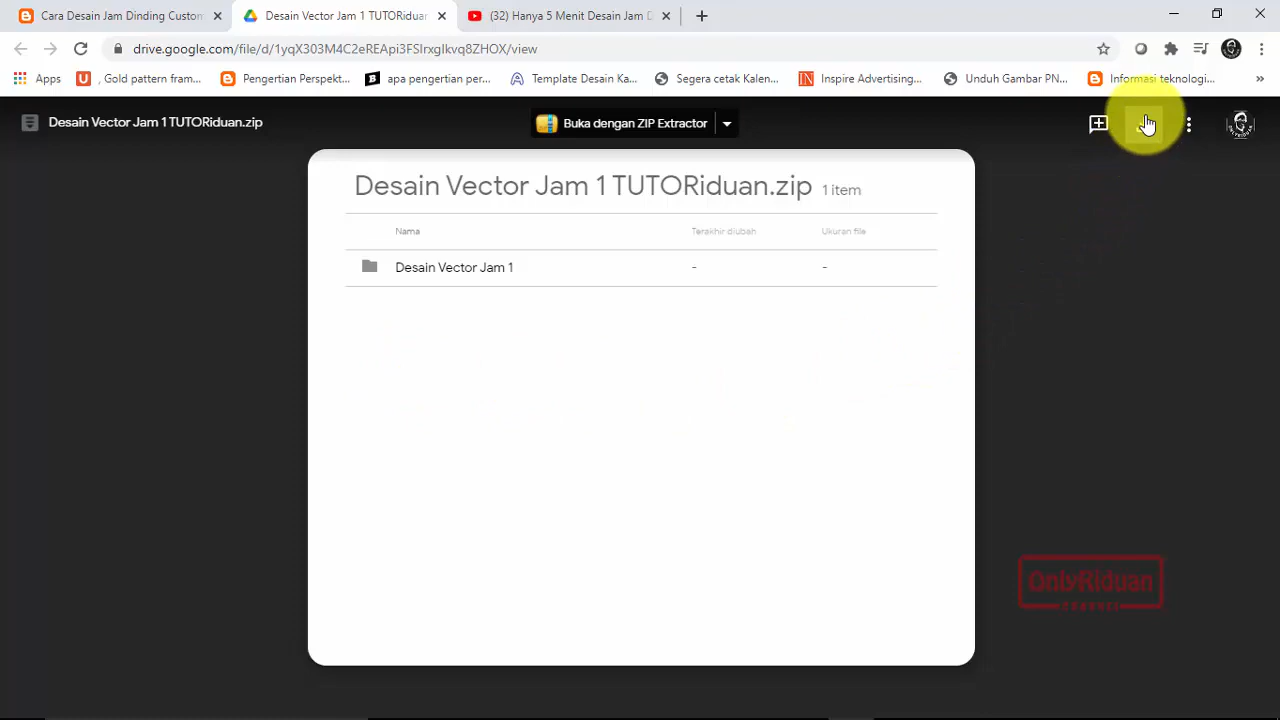 Cara Desain Jam Dinding Custom
Desain Vector Jam 1 TUTORiduan
(32) Hanya 5 Menit Desain Jam D
drive.google.com/file/d/1yqX303M4C2eREApi3FSIrxglkvq8ZHOX/view
Apps
, Gold pattern fram...
Pengertian Perspekt...
apa pengertian per...
Template Desain Ka...
Segera cetak Kalen...
Inspire Advertising...
Unduh Gambar PN...
Informasi teknologi...
Desain Vector Jam 1 TUTORiduan.zip
Buka dengan ZIP Extractor
Desain Vector Jam 1 TUTORiduan.zip 1 item
Nama Terakhir diubah Ukuran file
Desain Vector Jam 1 - -
OnlyRiduan
CHANNEL